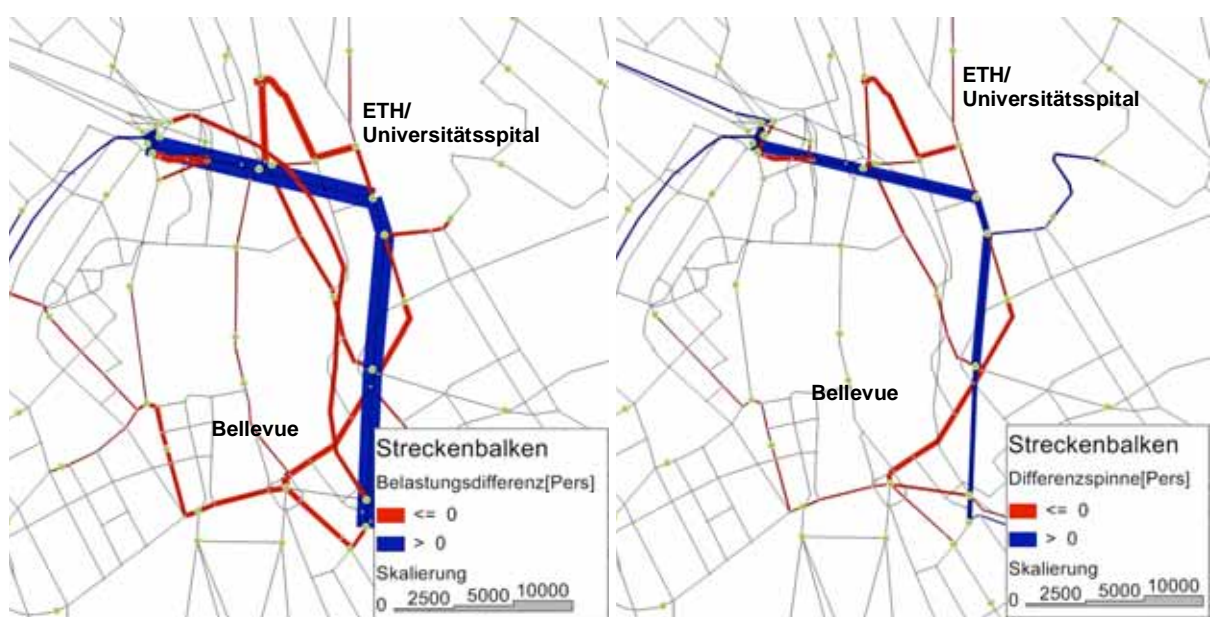 ETH/
Universitätsspital
Bellevue
Streckenbalken
Belastungsdifferenz[Pers]
<= 0
> 0
Skalierung
0 2500 5000 10000
ETH/
Universitätsspital
Bellevue
Streckenbalken
Differenzspinne[Pers]
<= 0
> 0
Skalierung
0 2500 5000 10000